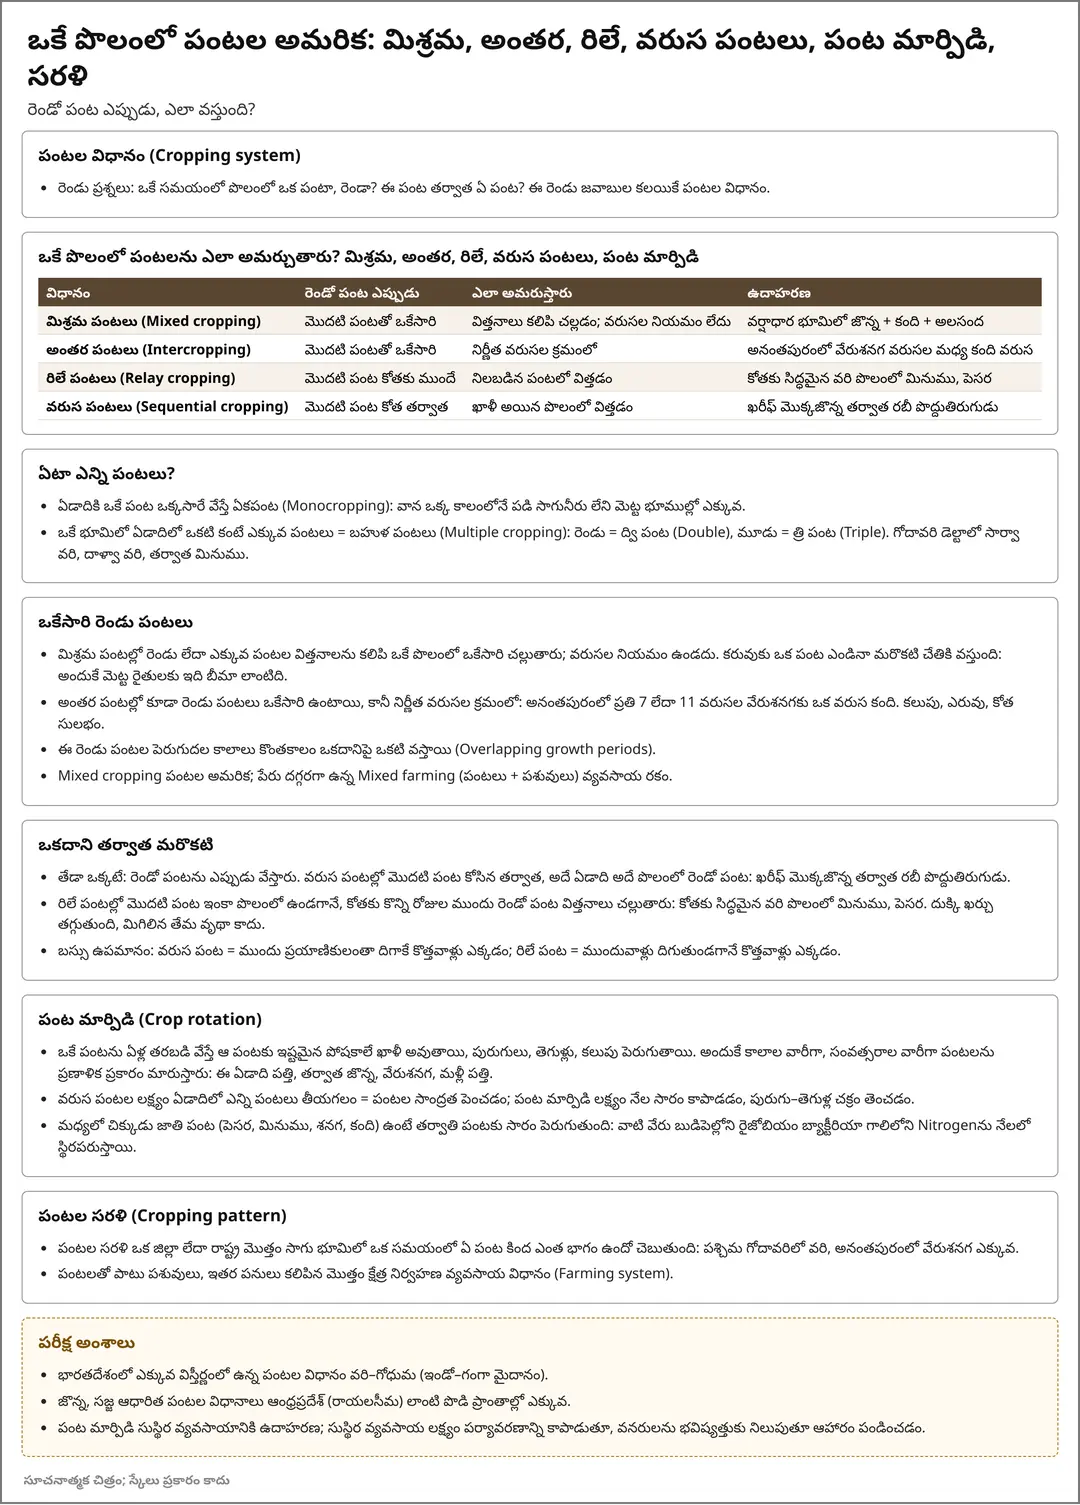 ఒకే పొలంలో పంటల అమరిక: మిశ్రమ, అంతర, రిలే, వరుస పంటలు, పంట మార్పిడి,
సరళి
రెండో పంట ఎప్పుడు, ఎలా వస్తుంది?
పంటల విధానం (Cropping system)
• రెండు ప్రశ్నలు: ఒకే సమయంలో పొలంలో ఒక పంటా, రెండా? ఈ పంట తర్వాత ఏ పంట? ఈ రెండు జవాబుల కలయికే పంటల విధానం.
ఒకే పొలంలో పంటలను ఎలా అమర్చుతారు? మిశ్రమ, అంతర, రిలే, వరుస పంటలు, పంట మార్పిడి
విధానం రెండో పంట ఎప్పుడు ఎలా అమరుస్తారు ఉదాహరణ
మిశ్రమ పంటలు (Mixed cropping) మొదటి పంటతో ఒకేసారి విత్తనాలు కలిపి చల్లడం; వరుసల నియమం లేదు వర్షాధార భూమిలో జొన్న + కంది + అలసంద
అంతర పంటలు (Intercropping) మొదటి పంటతో ఒకేసారి నిర్ణీత వరుసల క్రమంలో అనంతపురంలో వేరుశనగ వరుసల మధ్య కంది వరుస
రిలే పంటలు (Relay cropping) మొదటి పంట కోతకు ముందే నిలబడిన పంటలో విత్తడం కోతకు సిద్ధమైన వరి పొలంలో మినుము, పెసర
వరుస పంటలు (Sequential cropping) మొదటి పంట కోత తర్వాత ఖాళీ అయిన పొలంలో విత్తడం ఖరీఫ్ మొక్కజొన్న తర్వాత రబీ పొద్దుతిరుగుడు
ఏటా ఎన్ని పంటలు?
• ఏడాదికి ఒకే పంట ఒక్కసారే వేస్తే ఏకపంట (Monocropping): వాన ఒక్క కాలంలోనే పడి సాగునీరు లేని మెట్ట భూముల్లో ఎక్కువ.
• ఒకే భూమిలో ఏడాదిలో ఒకటి కంటే ఎక్కువ పంటలు = బహుళ పంటలు (Multiple cropping): రెండు = ద్వి పంట (Double), మూడు = త్రి పంట (Triple). గోదావరి డెల్టాలో సార్వా
వరి, దాళ్వా వరి, తర్వాత మినుము.
ఒకేసారి రెండు పంటలు
• మిశ్రమ పంటల్లో రెండు లేదా ఎక్కువ పంటల విత్తనాలను కలిపి ఒకే పొలంలో ఒకేసారి చల్లుతారు; వరుసల నియమం ఉండదు. కరువుకు ఒక పంట ఎండినా మరొకటి చేతికి వస్తుంది:
అందుకే మెట్ట రైతులకు ఇది బీమా లాంటిది.
• అంతర పంటల్లో కూడా రెండు పంటలు ఒకేసారి ఉంటాయి, కానీ నిర్ణీత వరుసల క్రమంలో: అనంతపురంలో ప్రతి 7 లేదా 11 వరుసల వేరుశనగకు ఒక వరుస కంది. కలుపు, ఎరువు, కోత
సులభం.
• ఈ రెండు పంటల పెరుగుదల కాలాలు కొంతకాలం ఒకదానిపై ఒకటి వస్తాయి (Overlapping growth periods).
• Mixed cropping పంటల అమరిక; పేరు దగ్గరగా ఉన్న Mixed farming (పంటలు + పశువులు) వ్యవసాయ రకం.
ఒకదాని తర్వాత మరొకటి
• తేడా ఒక్కటే: రెండో పంటను ఎప్పుడు వేస్తారు. వరుస పంటల్లో మొదటి పంట కోసిన తర్వాత, అదే ఏడాది అదే పొలంలో రెండో పంట: ఖరీఫ్ మొక్కజొన్న తర్వాత రబీ పొద్దుతిరుగుడు.
• రిలే పంటల్లో మొదటి పంట ఇంకా పొలంలో ఉండగానే, కోతకు కొన్ని రోజుల ముందు రెండో పంట విత్తనాలు చల్లుతారు: కోతకు సిద్ధమైన వరి పొలంలో మినుము, పెసర. దుక్కి ఖర్చు
తగ్గుతుంది, మిగిలిన తేమ వృథా కాదు.
• బస్సు ఉపమానం: వరుస పంట = ముందు ప్రయాణికులంతా దిగాకే కొత్తవాళ్లు ఎక్కడం; రిలే పంట = ముందువాళ్లు దిగుతుండగానే కొత్తవాళ్లు ఎక్కడం.
పంట మార్పిడి (Crop rotation)
• ఒకే పంటను ఏళ్ల తరబడి వేస్తే ఆ పంటకు ఇష్టమైన పోషకాలే ఖాళీ అవుతాయి, పురుగులు, తెగుళ్లు, కలుపు పెరుగుతాయి. అందుకే కాలాల వారీగా, సంవత్సరాల వారీగా పంటలను
ప్రణాళిక ప్రకారం మారుస్తారు: ఈ ఏడాది పత్తి, తర్వాత జొన్న, వేరుశనగ, మళ్లీ పత్తి.
• వరుస పంటల లక్ష్యం ఏడాదిలో ఎన్ని పంటలు తీయగలం = పంటల సాంద్రత పెంచడం; పంట మార్పిడి లక్ష్యం నేల సారం కాపాడడం, పురుగు–తెగుళ్ల చక్రం తెంచడం.
• మధ్యలో చిక్కుడు జాతి పంట (పెసర, మినుము, శనగ, కంది) ఉంటే తర్వాతి పంటకు సారం పెరుగుతుంది: వాటి వేరు బుడిపెల్లోని రైజోబియం బ్యాక్టీరియా గాలిలోని Nitrogenను నేలలో
స్థిరపరుస్తాయి.
పంటల సరళి (Cropping pattern)
• పంటల సరళి ఒక జిల్లా లేదా రాష్ట్ర మొత్తం సాగు భూమిలో ఒక సమయంలో ఏ పంట కింద ఎంత భాగం ఉందో చెబుతుంది: పశ్చిమ గోదావరిలో వరి, అనంతపురంలో వేరుశనగ ఎక్కువ.
• పంటలతో పాటు పశువులు, ఇతర పనులు కలిపిన మొత్తం క్షేత్ర నిర్వహణ వ్యవసాయ విధానం (Farming system).
పరీక్ష అంశాలు
• భారతదేశంలో ఎక్కువ విస్తీర్ణంలో ఉన్న పంటల విధానం వరి–గోధుమ (ఇండో–గంగా మైదానం).
• జొన్న, సజ్జ ఆధారిత పంటల విధానాలు ఆంధ్రప్రదేశ్ (రాయలసీమ) లాంటి పొడి ప్రాంతాల్లో ఎక్కువ.
• పంట మార్పిడి సుస్థిర వ్యవసాయానికి ఉదాహరణ; సుస్థిర వ్యవసాయ లక్ష్యం పర్యావరణాన్ని కాపాడుతూ, వనరులను భవిష్యత్తుకు నిలుపుతూ ఆహారం పండించడం.
సూచనాత్మక చిత్రం; స్కేలు ప్రకారం కాదు